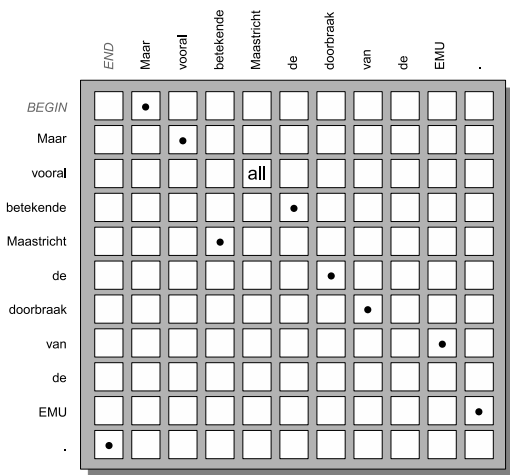 END Maar vooral betekende Maastricht de doorbraak van de EMU .
BEGIN
Maar
vooral all
betekende
Maastricht
de
doorbraak
van
de
EMU
.